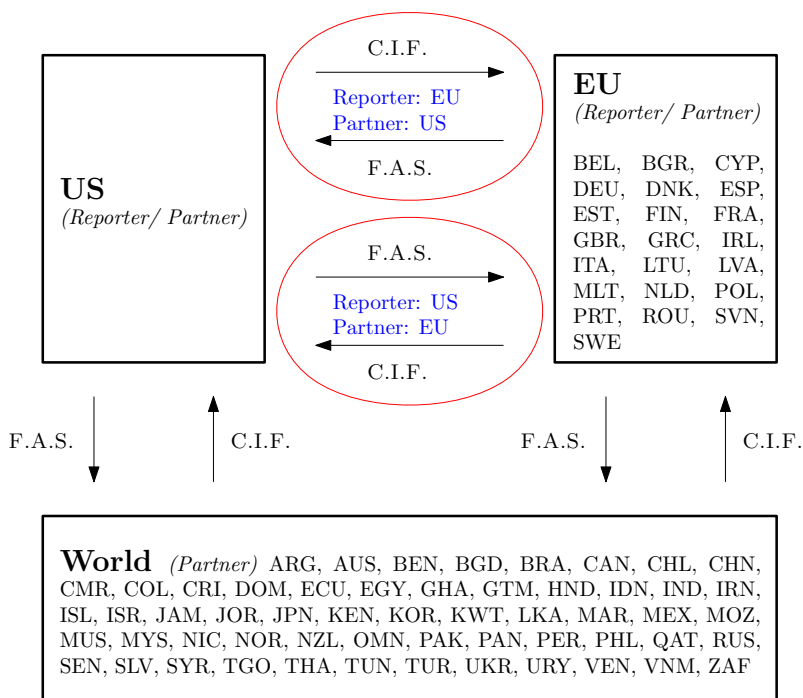 C.I.F.
Reporter: EU
Partner: US
F.A.S.
US
(Reporter/ Partner)
F.A.S.
Reporter: US
Partner: EU
C.I.F.
EU
(Reporter/ Partner)
BEL, BGR, CYP,
DEU, DNK, ESP,
EST, FIN, FRA,
GBR, GRC, IRL,
ITA, LTU, LVA,
MLT, NLD, POL,
PRT, ROU, SVN,
SWE
F.A.S.
C.I.F.
F.A.S.
C.I.F.
World (Partner) ARG, AUS, BEN, BGD, BRA, CAN, CHL, CHN,
CMR, COL, CRI, DOM, ECU, EGY, GHA, GTM, HND, IDN, IND, IRN,
ISL, ISR, JAM, JOR, JPN, KEN, KOR, KWT, LKA, MAR, MEX, MOZ,
MUS, MYS, NIC, NOR, NZL, OMN, PAK, PAN, PER, PHL, QAT, RUS,
SEN, SLV, SYR, TGO, THA, TUN, TUR, UKR, URY, VEN, VNM, ZAF